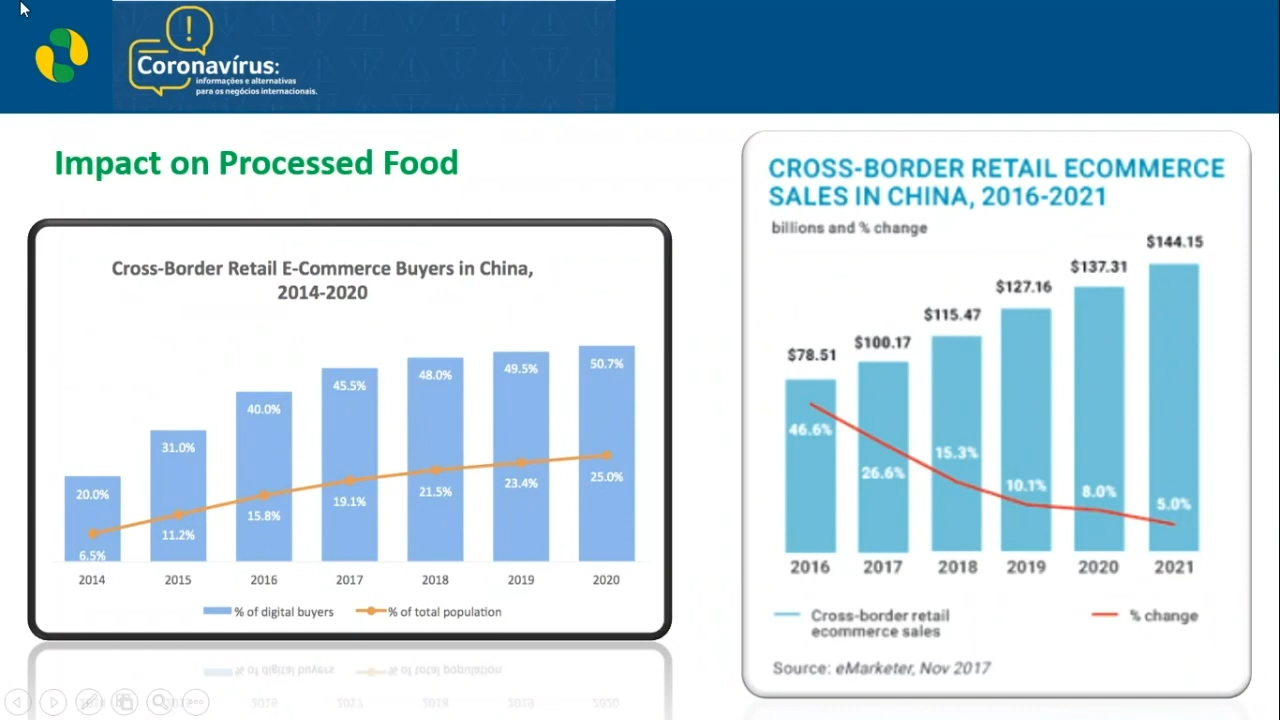 Coronavírus:
informações e alternativas
para os negócios internacionais.
Impact on Processed Food
Cross-Border Retail E-Commerce Buyers in China,
2014-2020
20.0%
31.0%
40.0%
45.5%
48.0%
49.5%
50.7%
6.5%
11.2%
15.8%
19.1%
21.5%
23.4%
25.0%
2014 2015 2016 2017 2018 2019 2020
% of digital buyers % of total population
CROSS-BORDER RETAIL ECOMMERCE
SALES IN CHINA, 2016-2021
billions and % change
$78.51
$100.17
$115.47
$127.16
$137.31
$144.15
46.6%
26.6%
15.3%
10.1%
8.0%
5.0%
2016 2017 2018 2019 2020 2021
Cross-border retail
ecommerce sales
% change
Source: eMarketer, Nov 2017